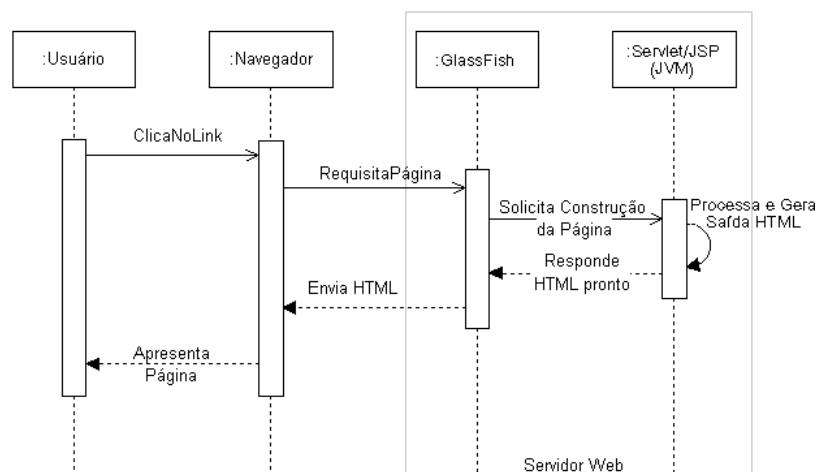 :Usuário
:Navegador
:GlassFish
:Servlet/JSP
(JVM)
ClicaNoLink
RequisitaPágina
Solicita Construção
da Página
Processa e Gera
Saída HTML
Responde
HTML pronto
Envia HTML
Apresenta
Página
Servidor Web